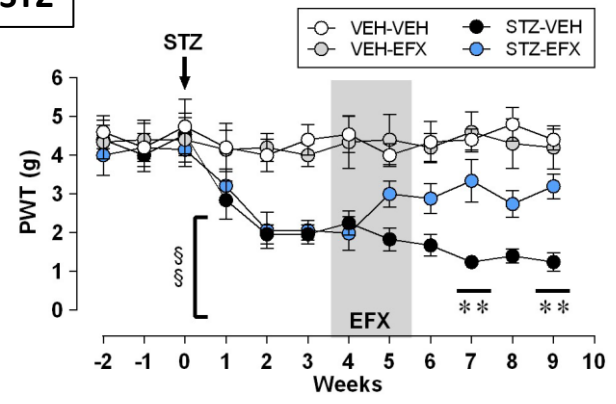 STZ
VEH-VEH STZ-VEH
VEH-EFX STZ-EFX
STZ
6
5
4
3
2
1
0
PWT (g)
§§
EFX
** **
-2 -1 0 1 2 3 4 5 6 7 8 9 10
Weeks